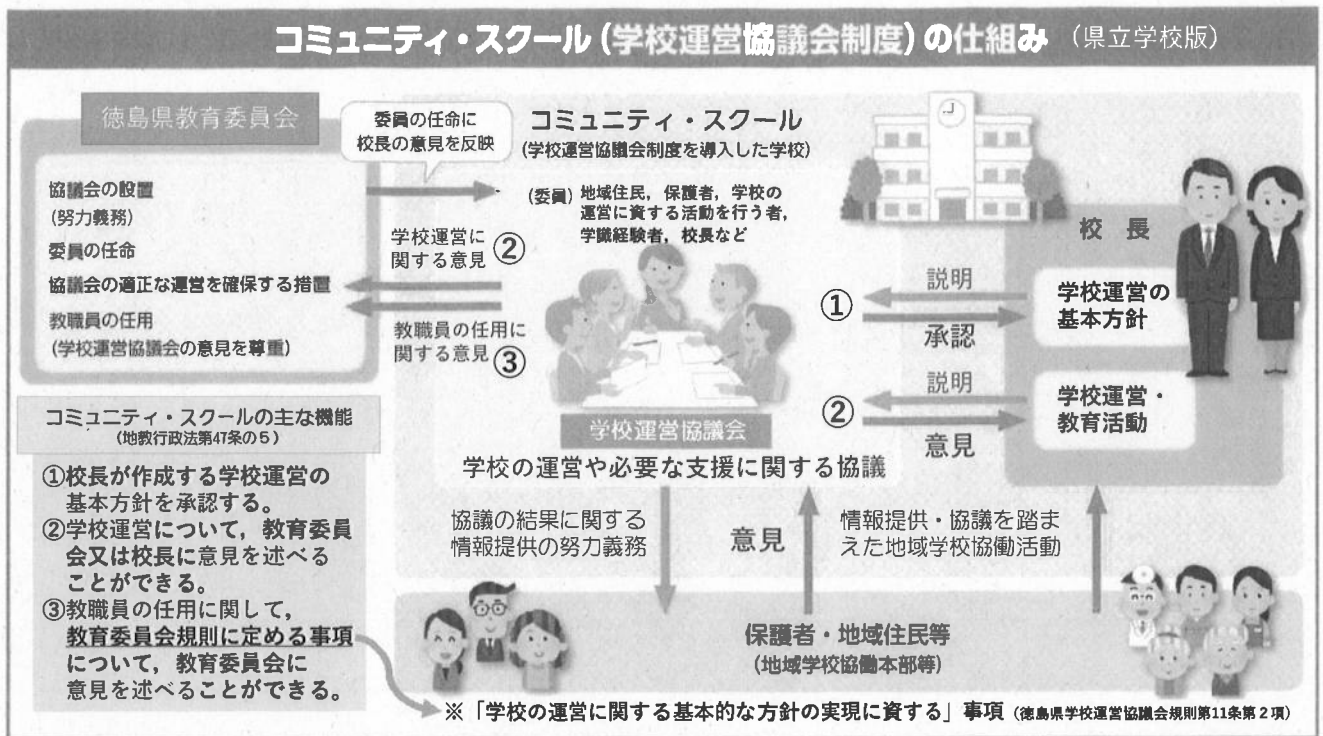 コミュニティ・スクール(学校運営協議会制度)の仕組み (県立学校版)
徳島県教育委員会
協議会の設置
(努力義務)
委員の任命
協議会の適正な運営を確保する措置
教職員の任用
(学校運営協議会の意見を尊重)
委員の任命に
校長の意見を反映
コミュニティ・スクール
(学校運営協議会制度を導入した学校)
(委員) 地域住民,保護者,学校の
運営に資する活動を行う者,
学識経験者,校長など
学校運営に
関する意見 ②
教職員の任用に
関する意見 ③
学校運営協議会
学校の運営や必要な支援に関する協議
校 長
① 説明
承認
学校運営の
基本方針
② 説明
意見
学校運営・
教育活動
コミュニティ・スクールの主な機能
(地教行政法第47条の5)
①校長が作成する学校運営の
基本方針を承認する。
②学校運営について,教育委員
会又は校長に意見を述べる
ことができる。
③教職員の任用に関して,
教育委員会規則に定める事項
について,教育委員会に
意見を述べることができる。
協議の結果に関する
情報提供の努力義務
意見
情報提供・協議を踏ま
えた地域学校協働活動
保護者・地域住民等
(地域学校協働本部等)
※「学校の運営に関する基本的な方針の実現に資する」事項 (徳島県学校運営協議会規則第11条第2項)